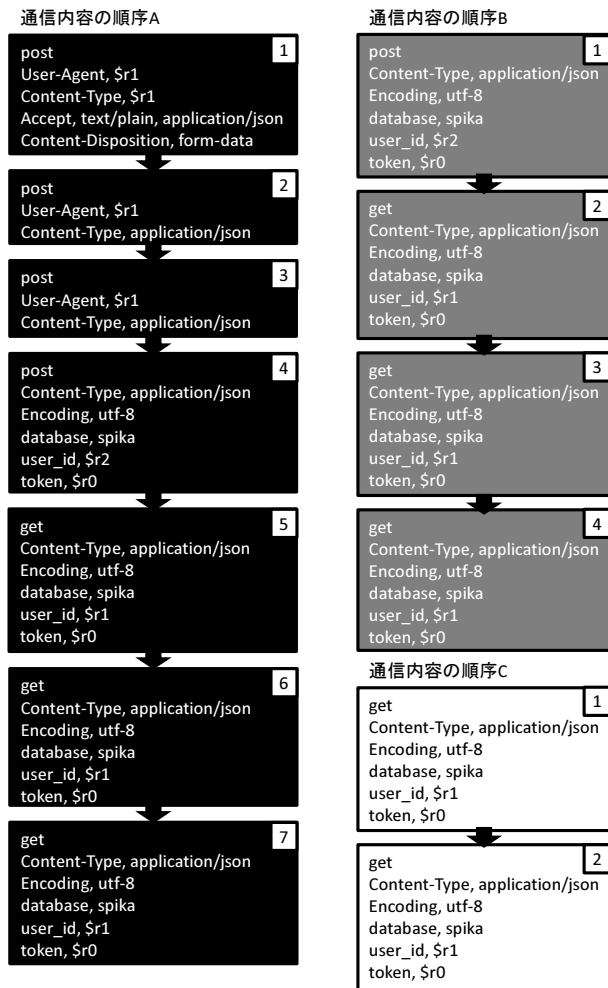 通信内容の順序A
post 1
User-Agent, $r1
Content-Type, $r1
Accept, text/plain, application/json
Content-Disposition, form-data
post 2
User-Agent, $r1
Content-Type, application/json
post 3
User-Agent, $r1
Content-Type, application/json
post 4
Content-Type, application/json
Encoding, utf-8
database, spika
user_id, $r2
token, $r0
get 5
Content-Type, application/json
Encoding, utf-8
database, spika
user_id, $r1
token, $r0
get 6
Content-Type, application/json
Encoding, utf-8
database, spika
user_id, $r1
token, $r0
get 7
Content-Type, application/json
Encoding, utf-8
database, spika
user_id, $r1
token, $r0
通信内容の順序B
post 1
Content-Type, application/json
Encoding, utf-8
database, spika
user_id, $r2
token, $r0
get 2
Content-Type, application/json
Encoding, utf-8
database, spika
user_id, $r1
token, $r0
get 3
Content-Type, application/json
Encoding, utf-8
database, spika
user_id, $r1
token, $r0
get 4
Content-Type, application/json
Encoding, utf-8
database, spika
user_id, $r1
token, $r0
通信内容の順序C
get 1
Content-Type, application/json
Encoding, utf-8
database, spika
user_id, $r1
token, $r0
get 2
Content-Type, application/json
Encoding, utf-8
database, spika
user_id, $r1
token, $r0